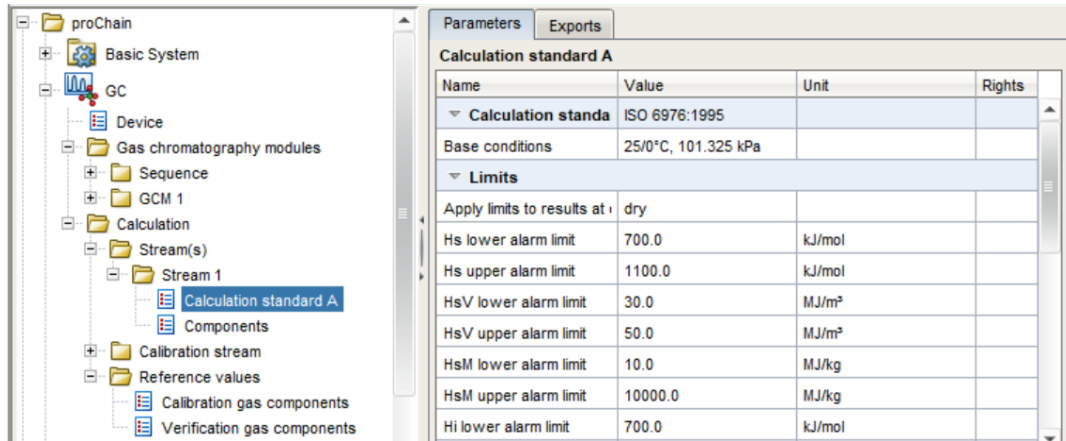 proChain
Basic System
GC
Device
Gas chromatography modules
Sequence
GCM 1
Calculation
Stream(s)
Stream 1
Calculation standard A
Components
Calibration stream
Reference values
Calibration gas components
Verification gas components
Parameters Exports
Calculation standard A
Name Value Unit Rights
Calculation standa ISO 6976:1995
Base conditions 25/0°C, 101.325 kPa
Limits
Apply limits to results at dry
Hs lower alarm limit 700.0 kJ/mol
Hs upper alarm limit 1100.0 kJ/mol
HsV lower alarm limit 30.0 MJ/m³
HsV upper alarm limit 50.0 MJ/m³
HsM lower alarm limit 10.0 MJ/kg
HsM upper alarm limit 10000.0 MJ/kg
Hi lower alarm limit 700.0 kJ/mol